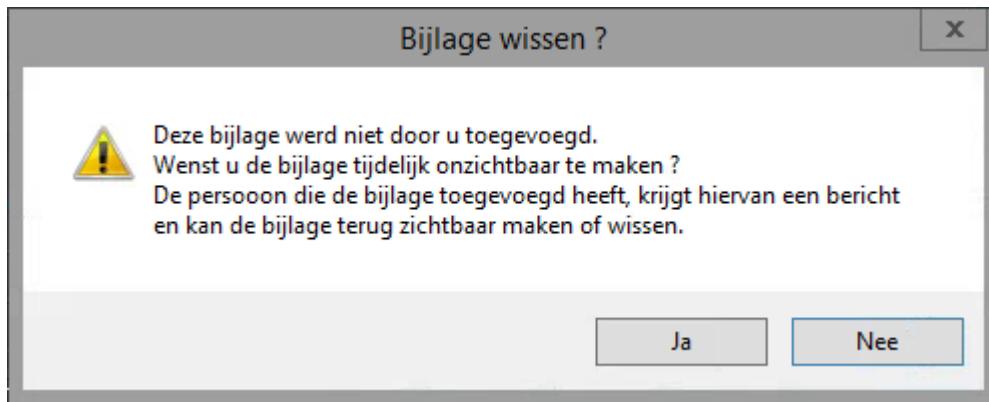 Bijlage wissen ?
x
Deze bijlage werd niet door u toegevoegd.
Wenst u de bijlage tijdelijk onzichtbaar te maken ?
De persooon die de bijlage toegevoegd heeft, krijgt hiervan een bericht
en kan de bijlage terug zichtbaar maken of wissen.
Ja
Nee